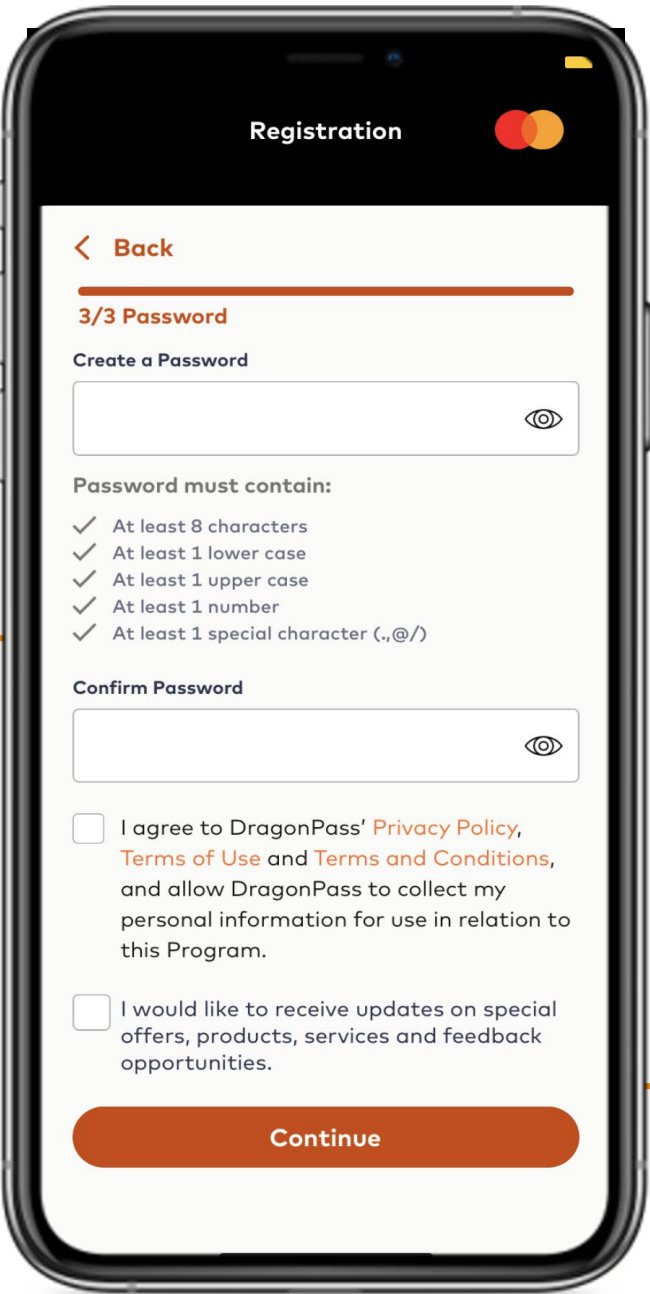 Registration
Back
3/3 Password
Create a Password
Password must contain:
At least 8 characters
At least 1 lower case
At least 1 upper case
At least 1 number
At least 1 special character (.,@/)
Confirm Password
I agree to DragonPass’ Privacy Policy,
Terms of Use and Terms and Conditions,
and allow DragonPass to collect my
personal information for use in relation to
this Program.
I would like to receive updates on special
offers, products, services and feedback
opportunities.
Continue